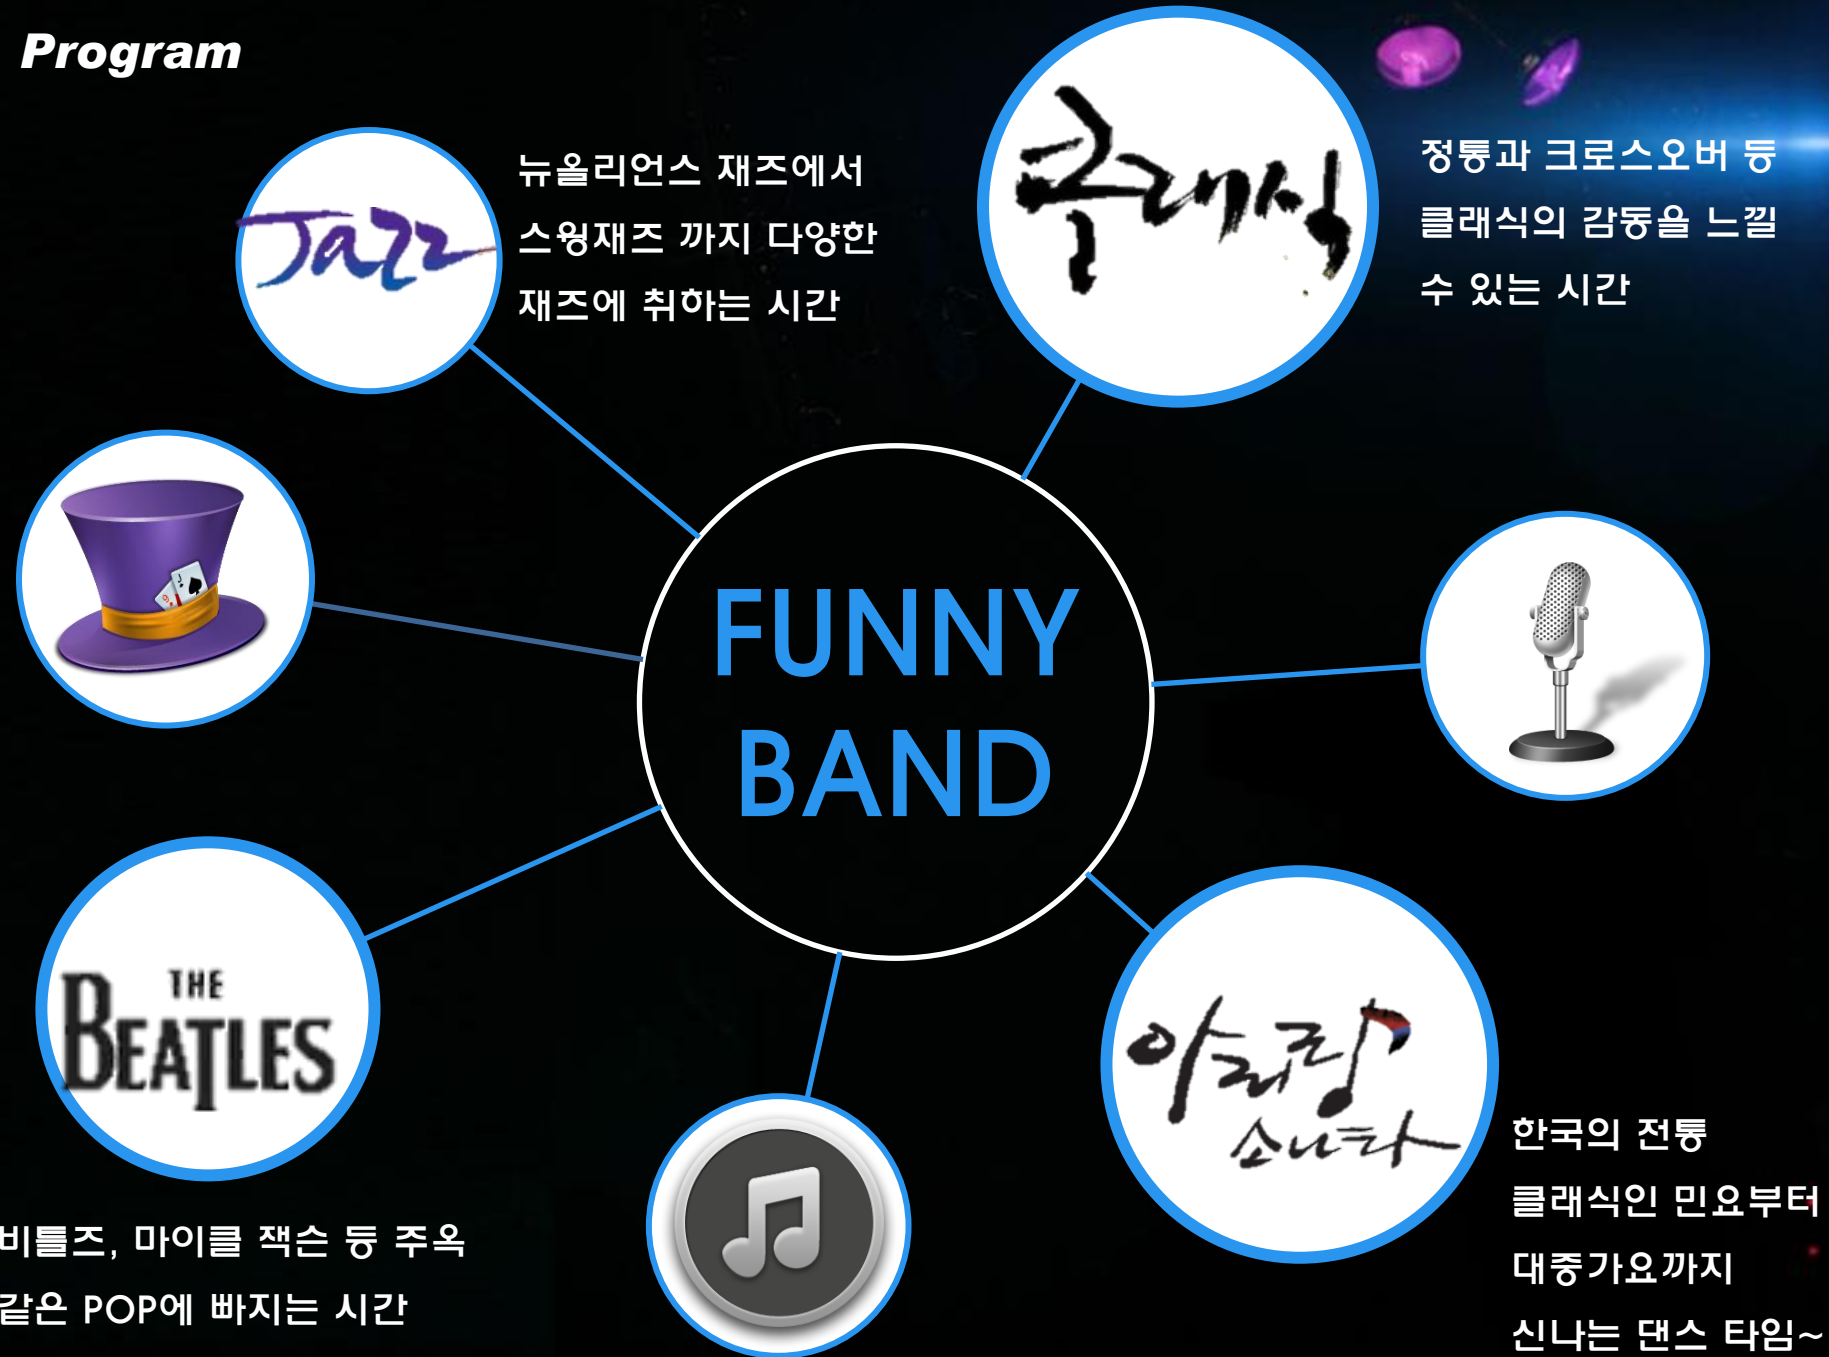 Program
Jazz
뉴올리언스 재즈에서
스윙재즈 까지 다양한
재즈에 취하는 시간
클래식
정통과 크로스오버 등
클래식의 감동을 느낄
수 있는 시간
FUNNY
BAND
THE
BEATLES
비틀즈, 마이클 잭슨 등 주옥
같은 POP에 빠지는 시간
아리랑
소나타
한국의 전통
클래식인 민요부터
대중가요까지
신나는 댄스 타임~